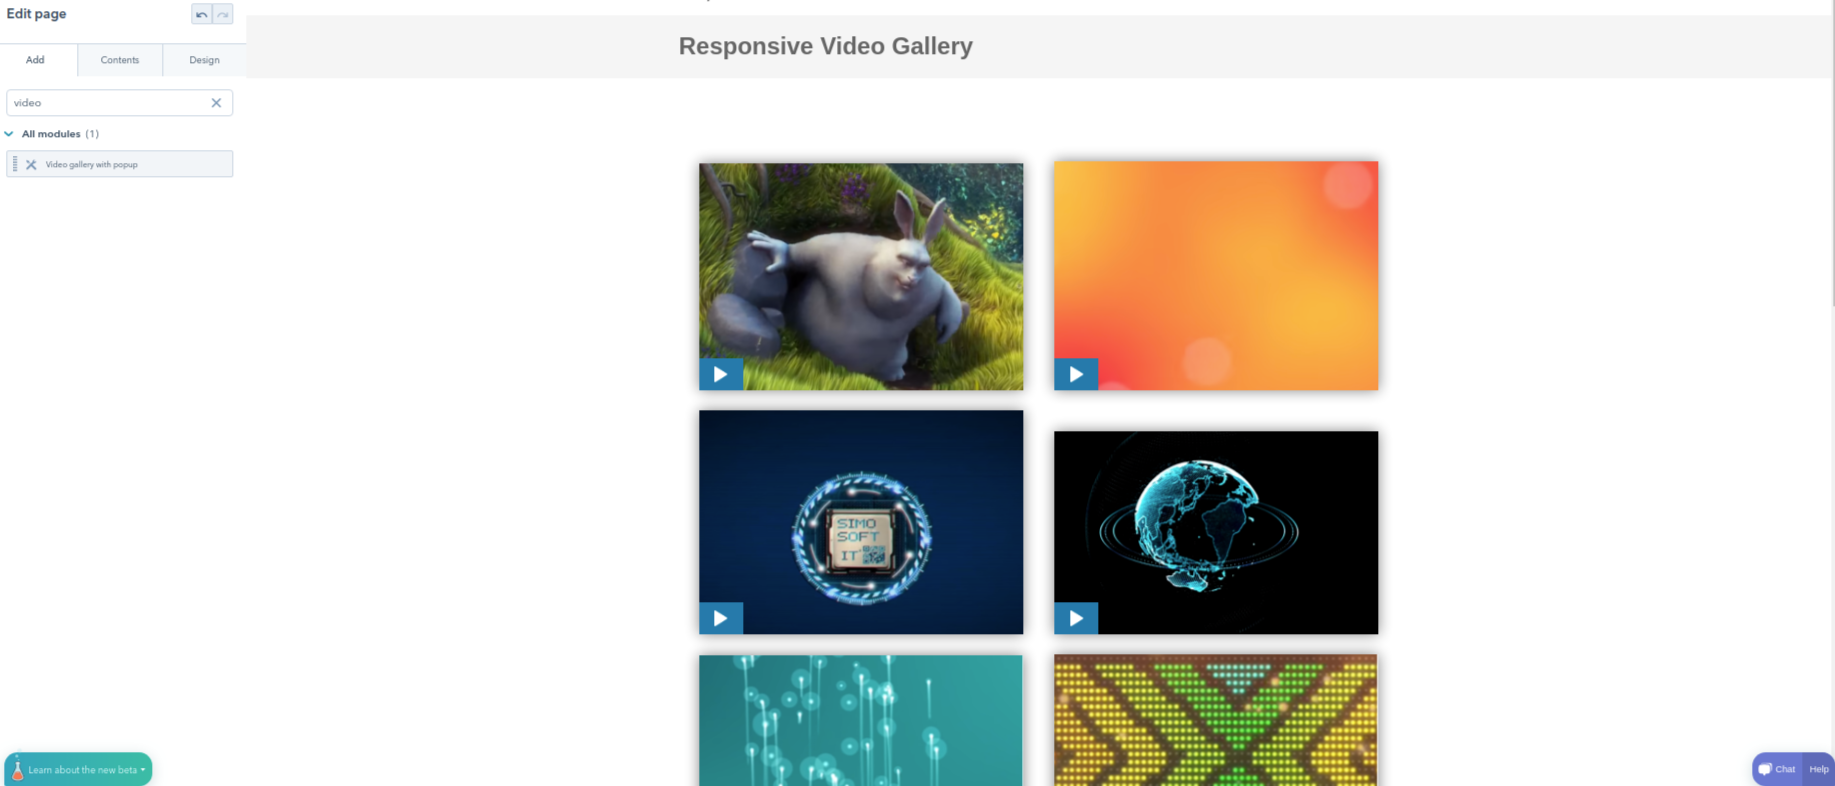 Edit page
Add
Contents
Design
video
All modules (1)
Video gallery with popup
Learn about the new beta
Responsive Video Gallery
SIMO
SOFT
IT
Chat
Help